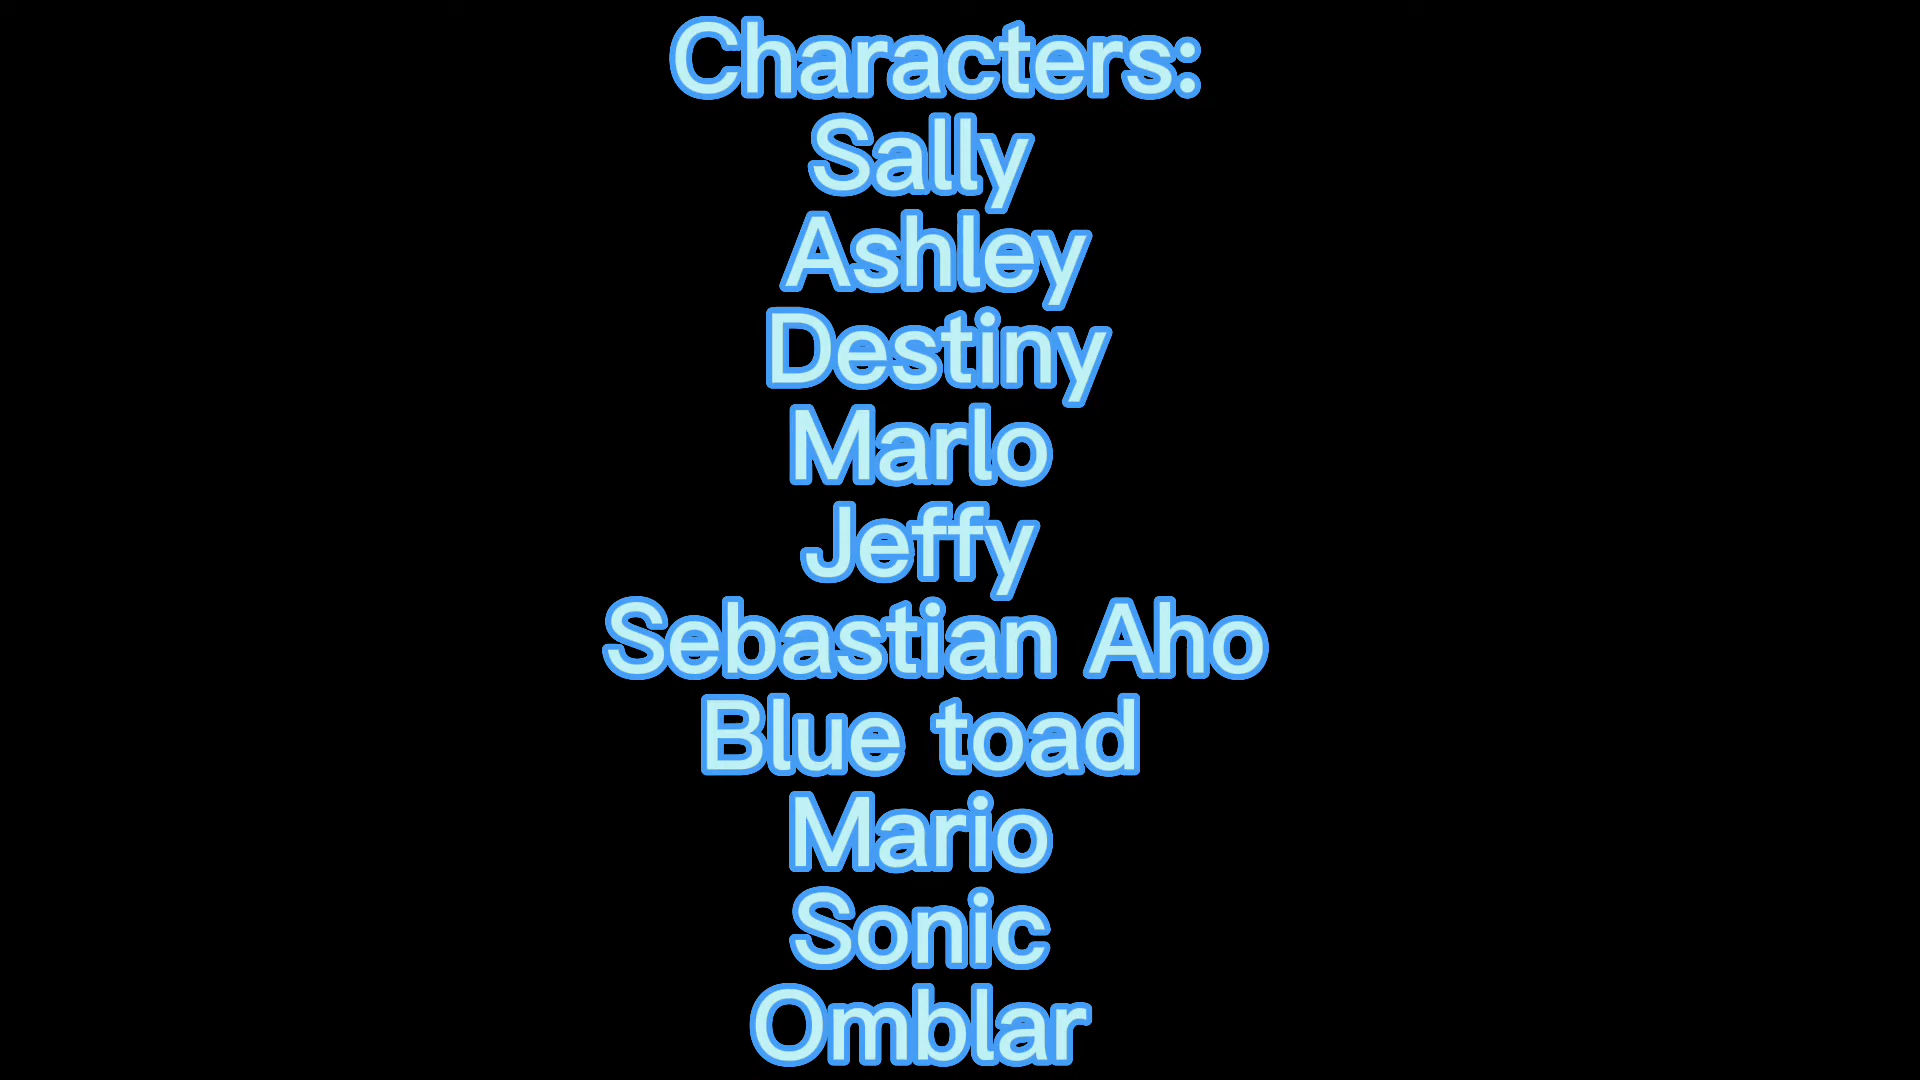 Characters:
Sally
Ashley
Destiny
Marlo
Jeffy
Sebastian Aho
Blue toad
Mario
Sonic
Omblar